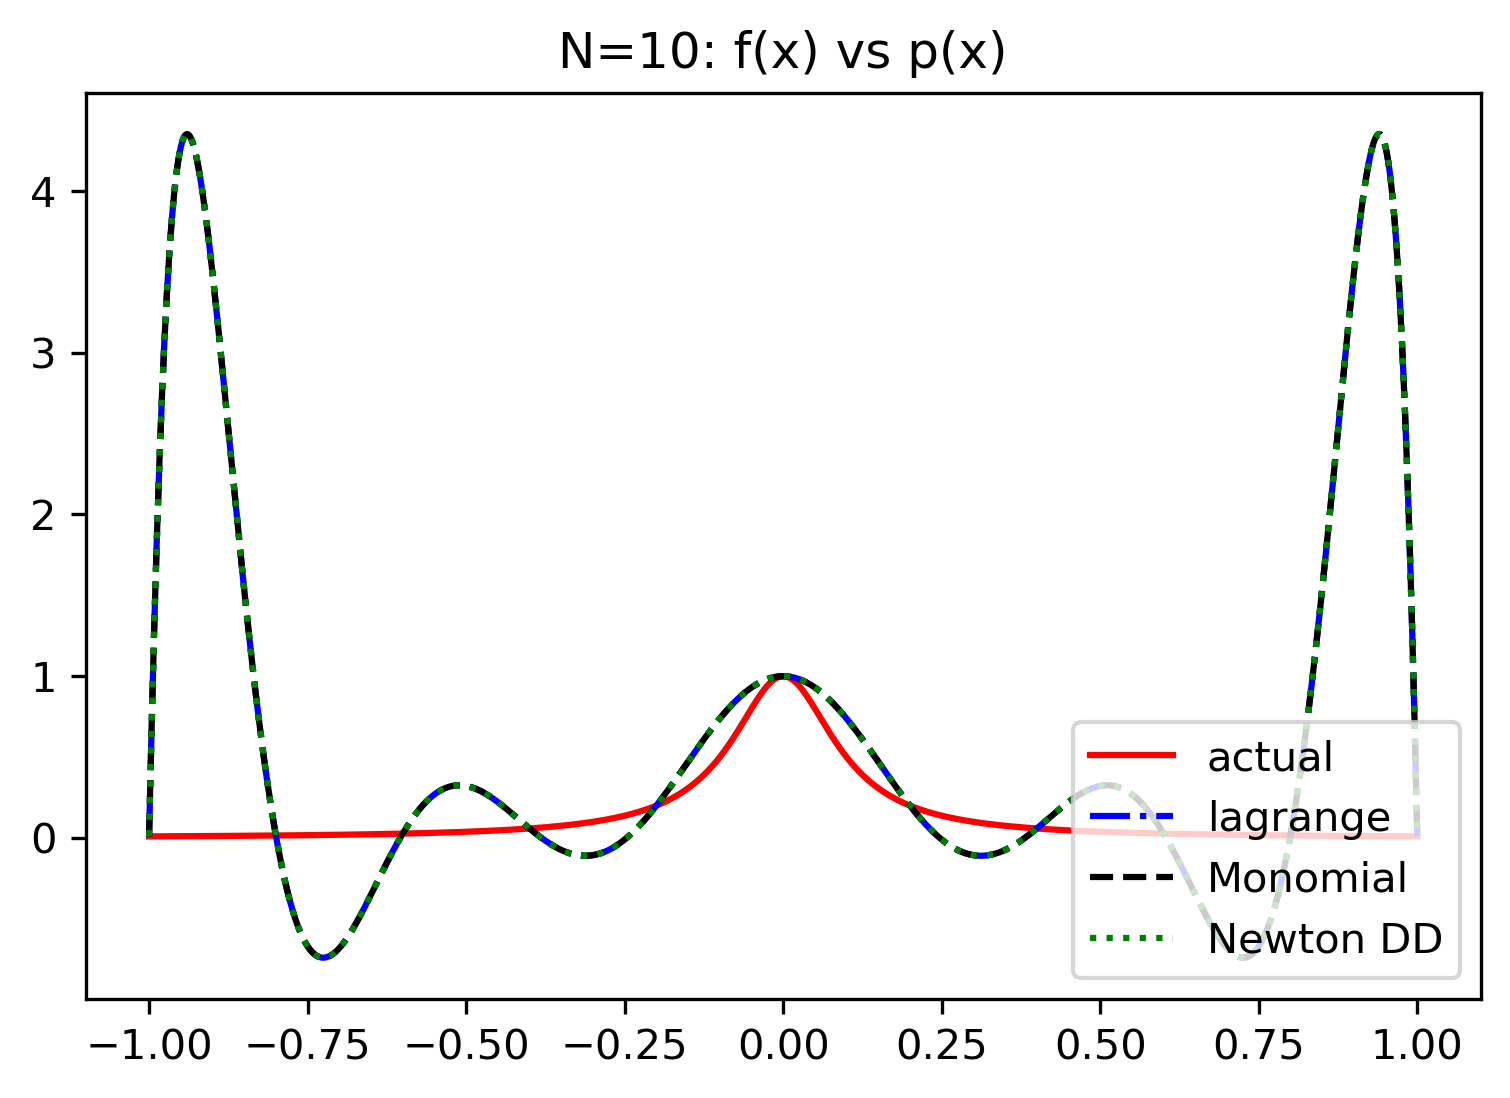 N=10: f(x) vs p(x)
4
3
2
1
0
actual
lagrange
Monomial
Newton DD
−1.00 −0.75 −0.50 −0.25 0.00 0.25 0.50 0.75 1.00